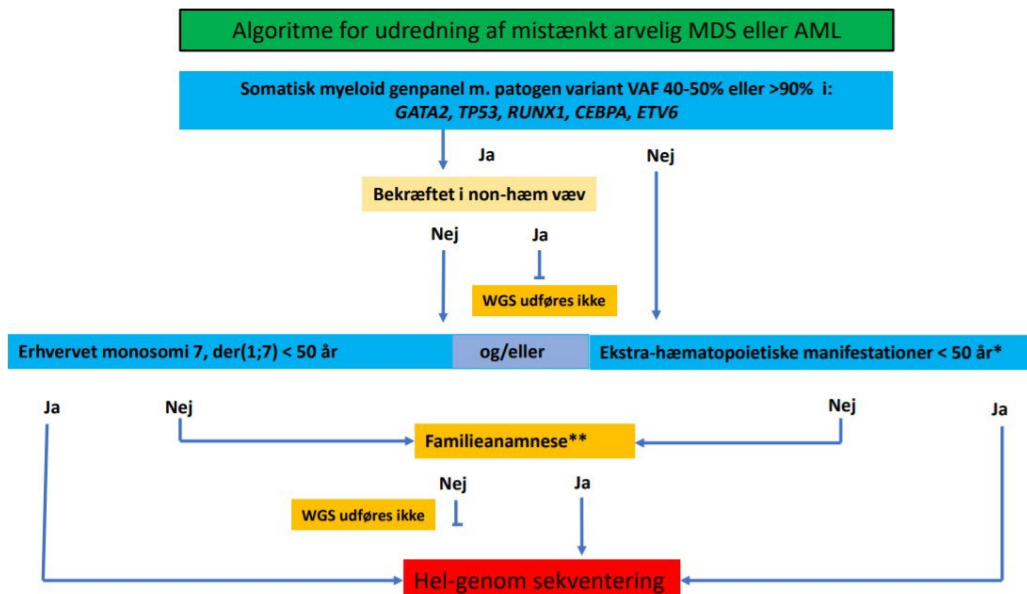 Algoritme for udredning af mistænkt arvelig MDS eller AML
Somatisk myeloid genpanel m. patogen variant VAF 40-50% eller >90% i:
GATA2, TP53, RUNX1, CEBPA, ETV6
Ja
Nej
Bekræftet i non-hæm væv
Nej
Ja
WGS udføres ikke
Erhvervet monosomi 7, der(1;7) < 50 år
og/eller
Ekstra-hæmatopoietiske manifestationer < 50 år*
Ja
Nej
Nej
Ja
Familieanamnese**
Nej
Ja
WGS udføres ikke
Hel-genom sekventering